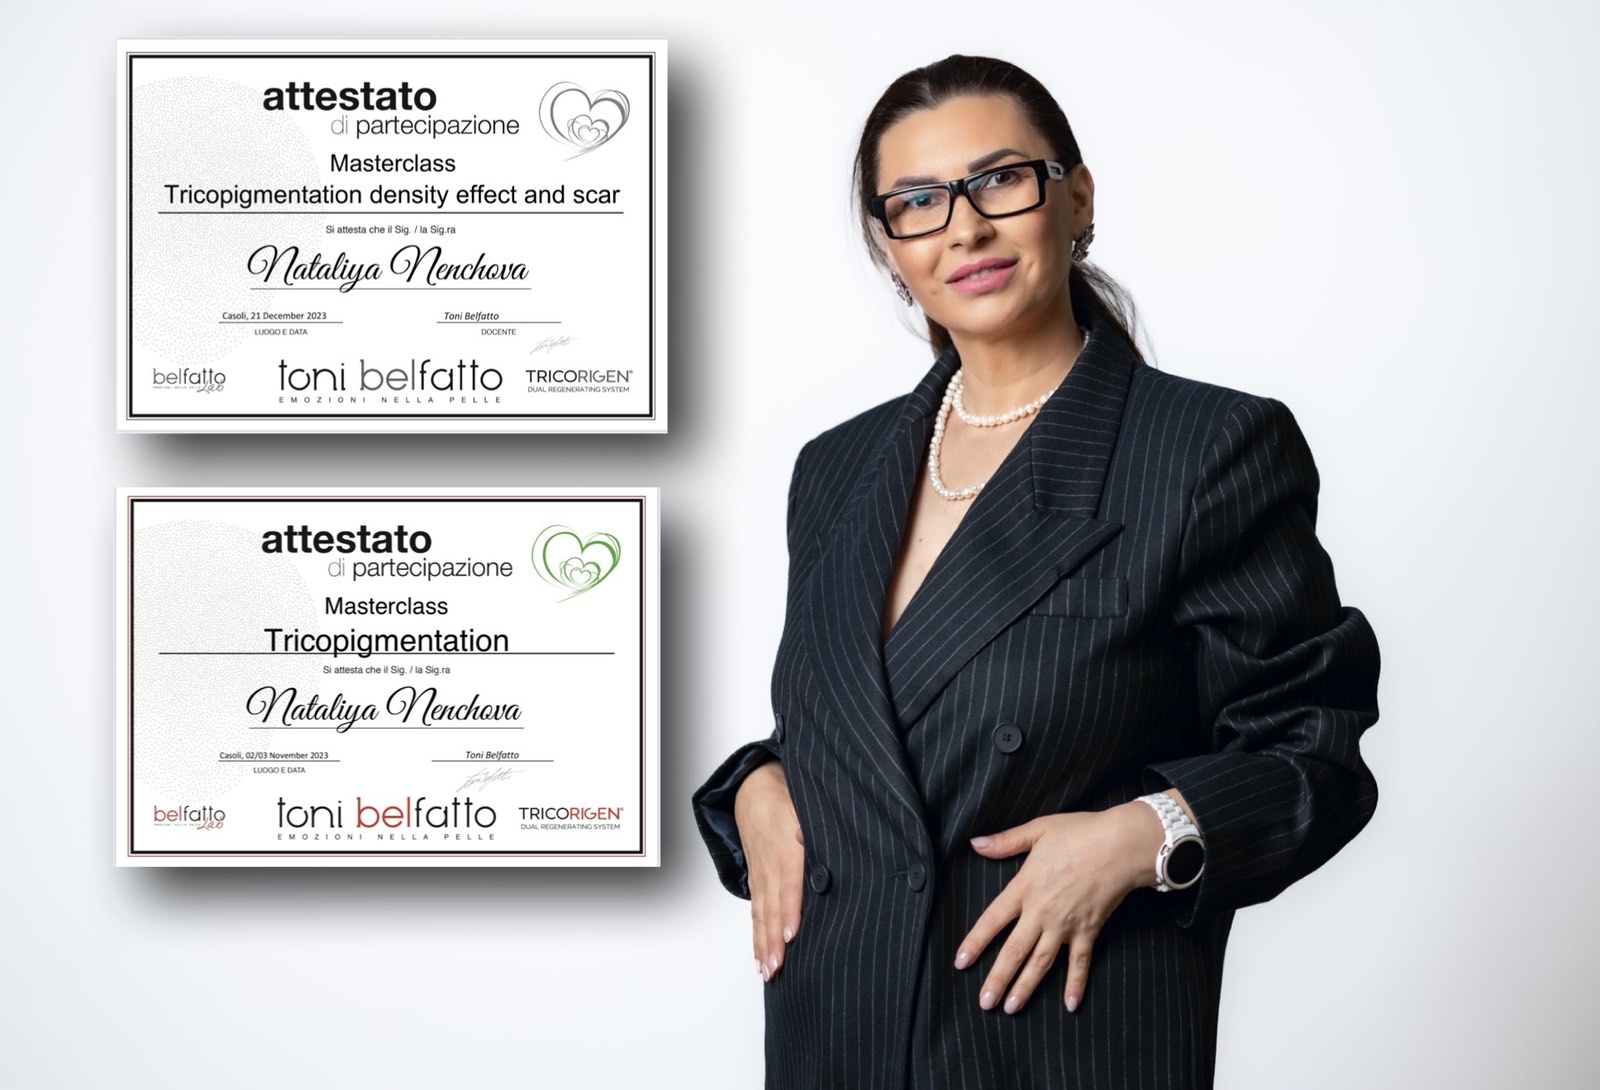 attestato
di partecipazione
Masterclass
Tricopigmentation density effect and scar
Si attesta che il Sig. / la Sig.ra
Nataliya Nenchova
Casoli, 21 December 2023
Toni Belfatto
LUOGO E DATA
DOCENTE
belfatto
Lab
toni belfatto
EMOZIONI NELLA PELLE
TRICORIGEN®
DUAL REGENERATING SYSTEM
attestato
di partecipazione
Masterclass
Tricopigmentation
Si attesta che il Sig. / la Sig.ra
Nataliya Nenchova
Casoli, 02/03 November 2023
Toni Belfatto
LUOGO E DATA
belfatto
Lab
toni belfatto
EMOZIONI NELLA PELLE
TRICORIGEN®
DUAL REGENERATING SYSTEM